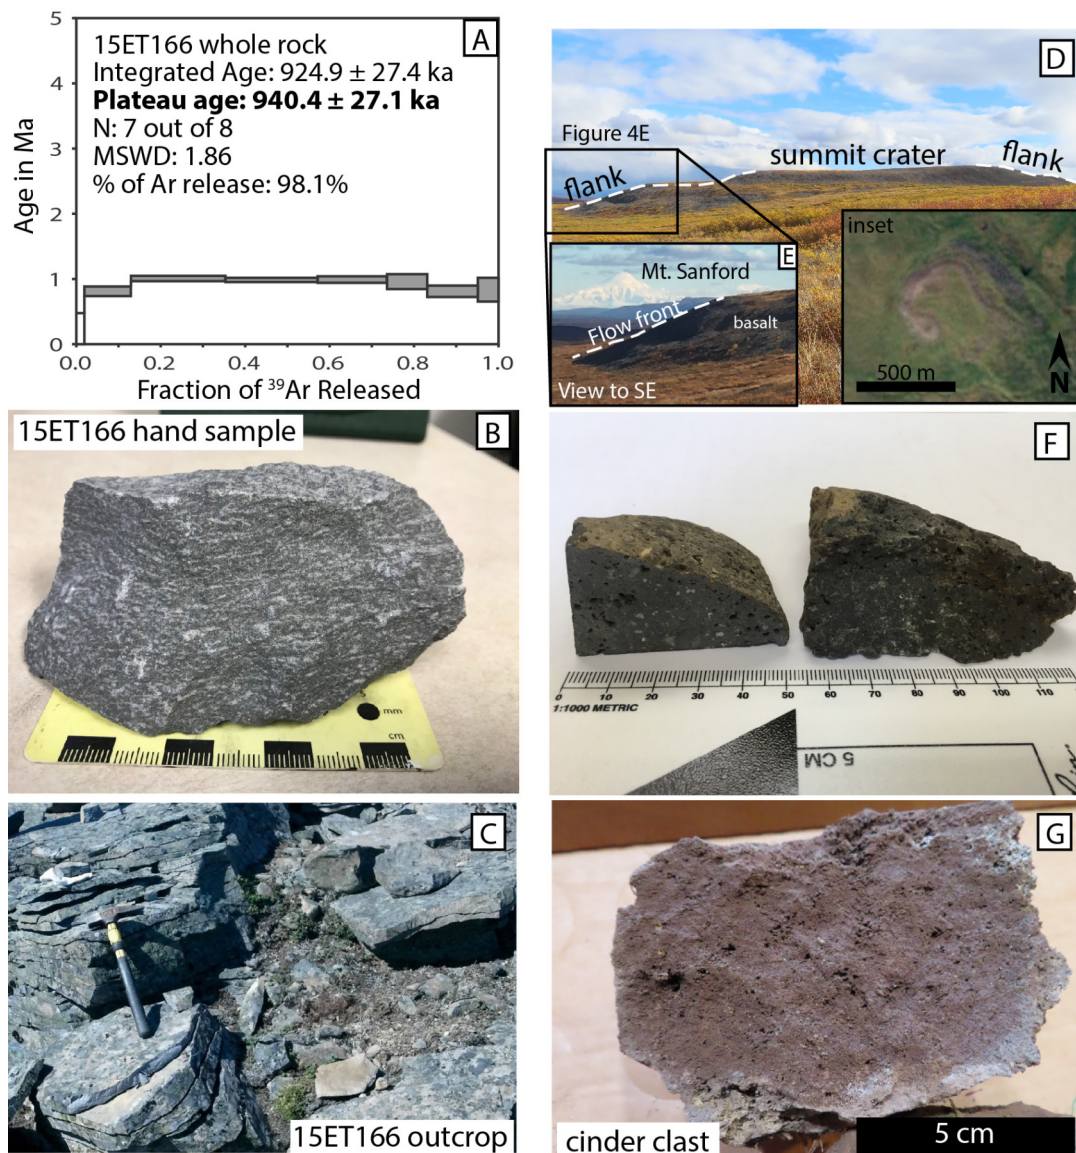 A
15ET166 whole rock
Integrated Age: 924.9 ± 27.4 ka
Plateau age: 940.4 ± 27.1 ka
N: 7 out of 8
MSWD: 1.86
% of Ar release: 98.1%
Age in Ma
5
4
3
2
1
0
0.0 0.2 0.4 0.6 0.8 1.0
Fraction of ³⁹Ar Released
15ET166 hand sample
B
mm
cm
C
15ET166 outcrop
D
Figure 4E
flank
summit crater
flank
E
Mt. Sanford
Flow front
basalt
View to SE
inset
500 m
N
F
0 10 20 30 40 50 60 70 80 90 100 110
1:1000 METRIC
5 CM
G
cinder clast
5 cm